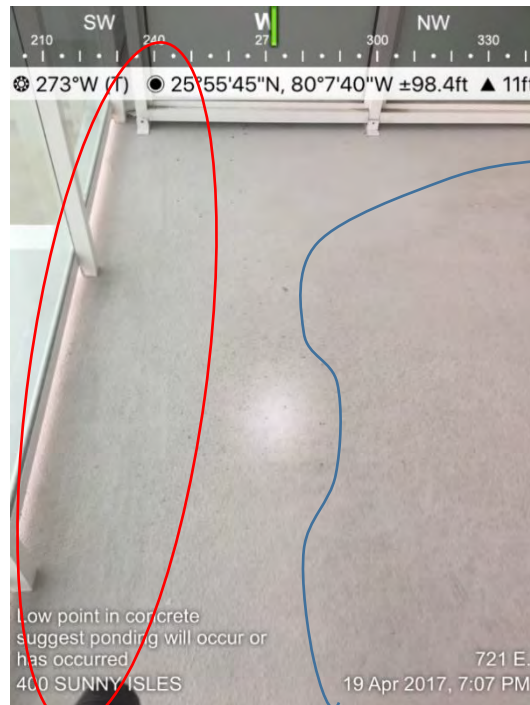 SW W NW
210 240 27 300 330
273°W (T) 25°55'45"N, 80°7'40"W ±98.4ft ▲ 11ft
Low point in concrete
suggest ponding will occur or
has occurred
721 E.
400 SUNNY ISLES
19 Apr 2017, 7:07 PM